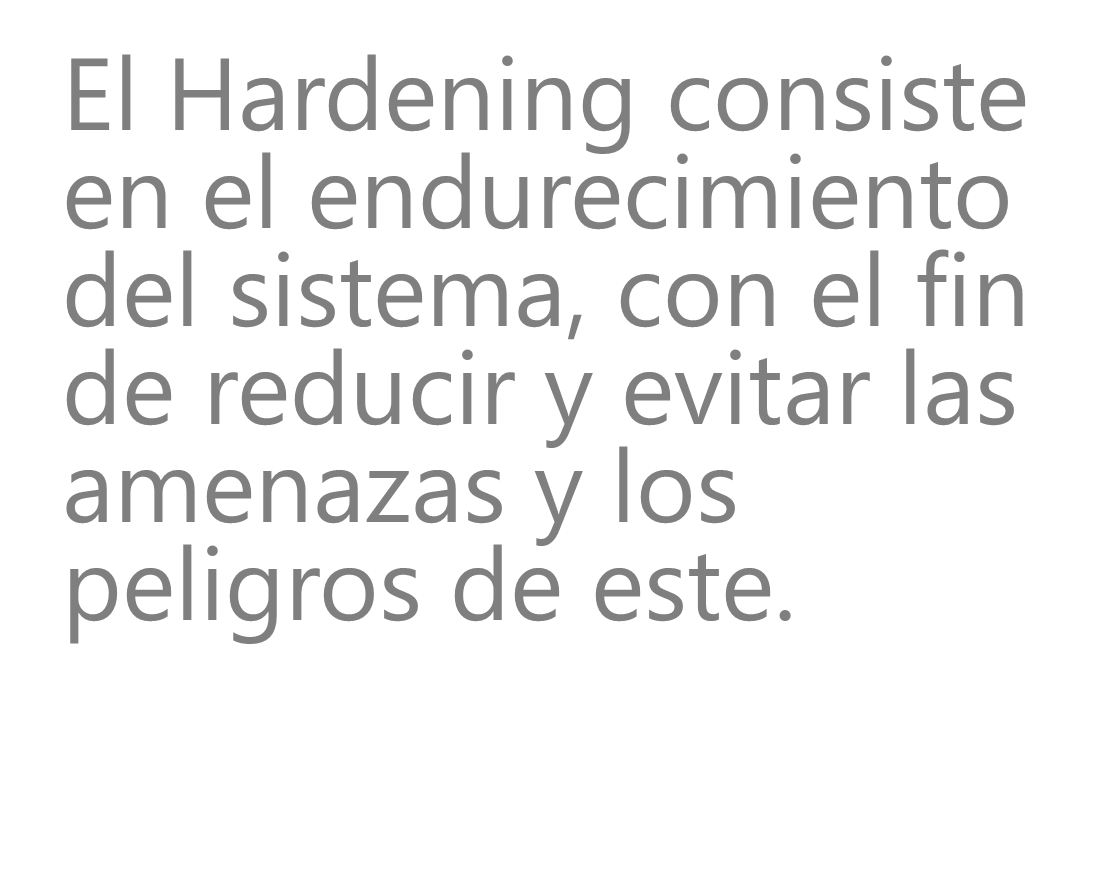 El Hardening consiste
en el endurecimiento
del sistema, con el fin
de reducir y evitar las
amenazas y los
peligros de este.